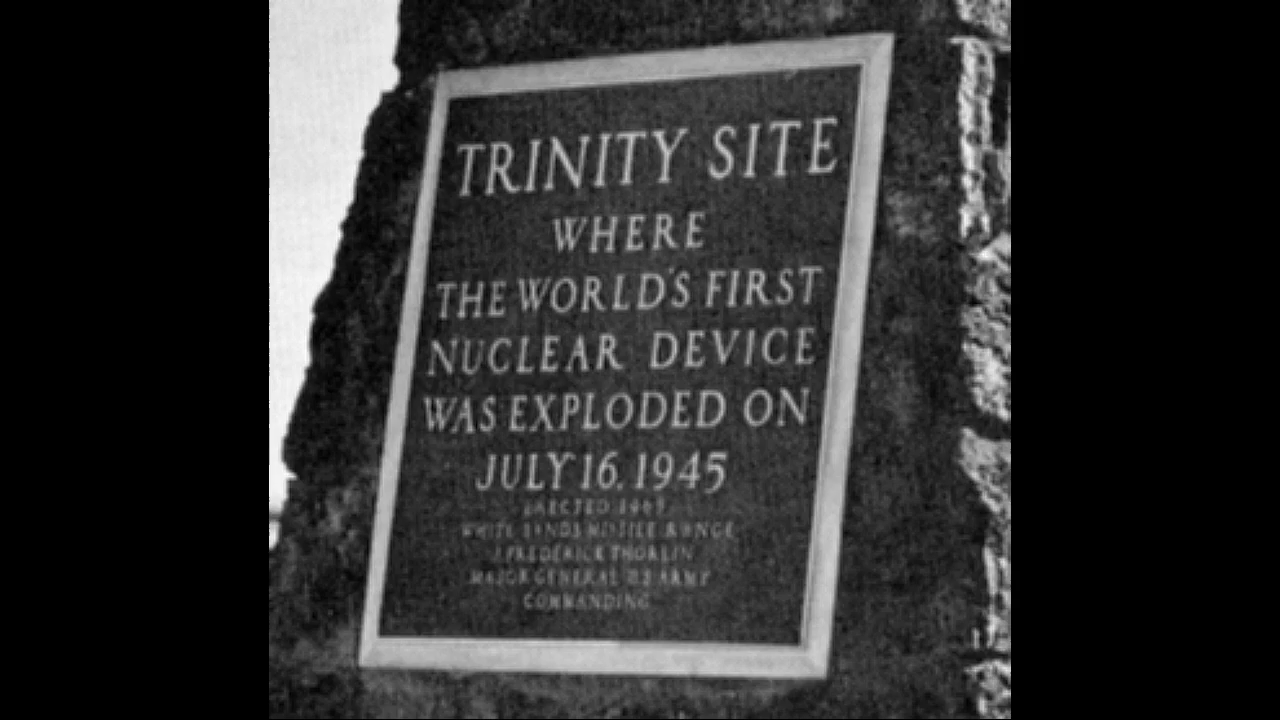 TRINITY SITE
WHERE
THE WORLD'S FIRST
NUCLEAR DEVICE
WAS EXPLODED ON
JULY 16, 1945
ERECTED 1965
WHITE SANDS MISSILE RANGE
J. FREDERICK THORLIN
MAJOR GENERAL U.S. ARMY
COMMANDING